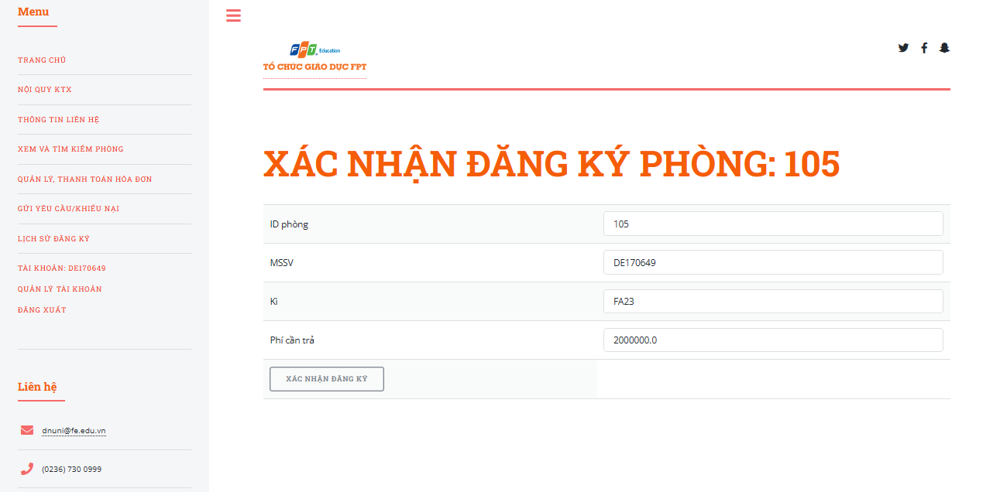 Menu
TRANG CHỦ
NỘI QUY KTX
THÔNG TIN LIÊN HỆ
XEM VÀ TÌM KIẾM PHÒNG
QUẢN LÝ, THANH TOÁN HÓA ĐƠN
GỬI YÊU CẦU/KHIẾU NẠI
LỊCH SỬ ĐĂNG KÝ
TÀI KHOẢN: DE170649
QUẢN LÝ TÀI KHOẢN
ĐĂNG XUẤT
Liên hệ
dnuni@fe.edu.vn
(0236) 730 0999
FPT Education
TỔ CHỨC GIÁO DỤC FPT
XÁC NHẬN ĐĂNG KÝ PHÒNG: 105
ID phòng 105
MSSV DE170649
Kì FA23
Phí cần trả 2000000.0
XÁC NHẬN ĐĂNG KÝ